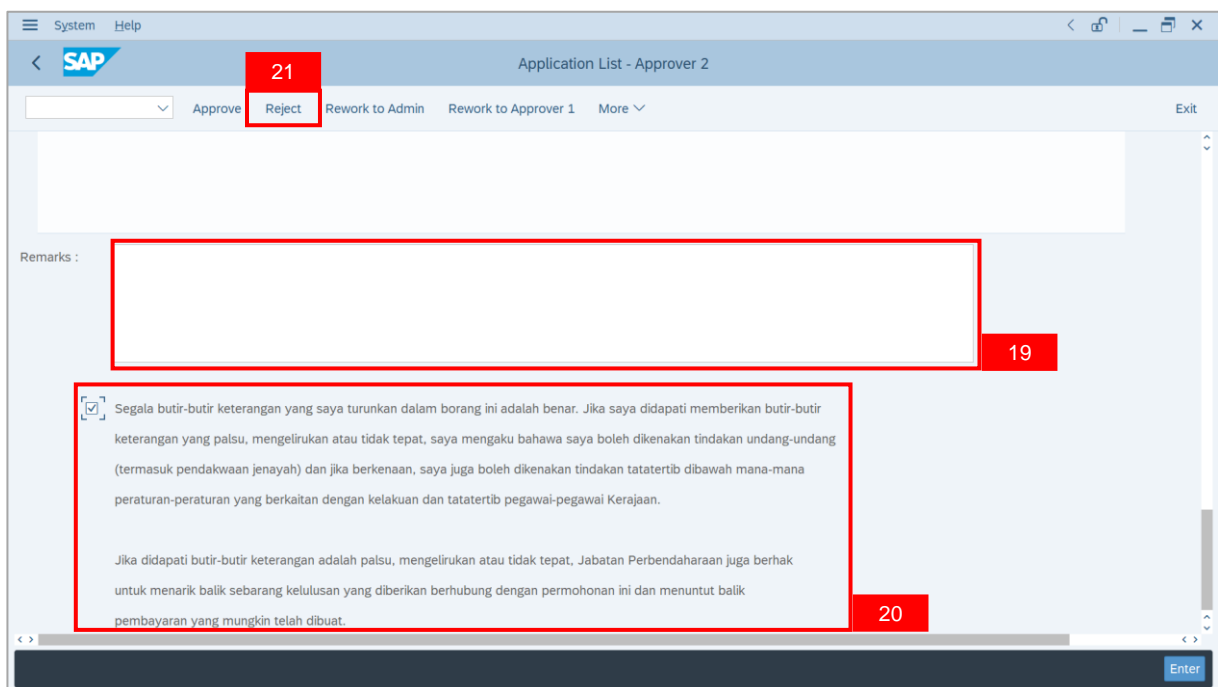 System Help
SAP
Application List - Approver 2
21
Approve Reject Rework to Admin Rework to Approver 1 More Exit
Remarks :
19
Segala butir-butir keterangan yang saya turunkan dalam borang ini adalah benar. Jika saya didapati memberikan butir-butir
keterangan yang palsu, mengelirukan atau tidak tepat, saya mengaku bahawa saya boleh dikenakan tindakan undang-undang
(termasuk pendakwaan jenayah) dan jika berkenaan, saya juga boleh dikenakan tindakan tatatertib dibawah mana-mana
peraturan-peraturan yang berkaitan dengan kelakuan dan tatatertib pegawai-pegawai Kerajaan.
Jika didapati butir-butir keterangan adalah palsu, mengelirukan atau tidak tepat, Jabatan Perbendaharaan juga berhak
untuk menarik balik sebarang kelulusan yang diberikan berhubung dengan permohonan ini dan menuntut balik
pembayaran yang mungkin telah dibuat.
20
Enter